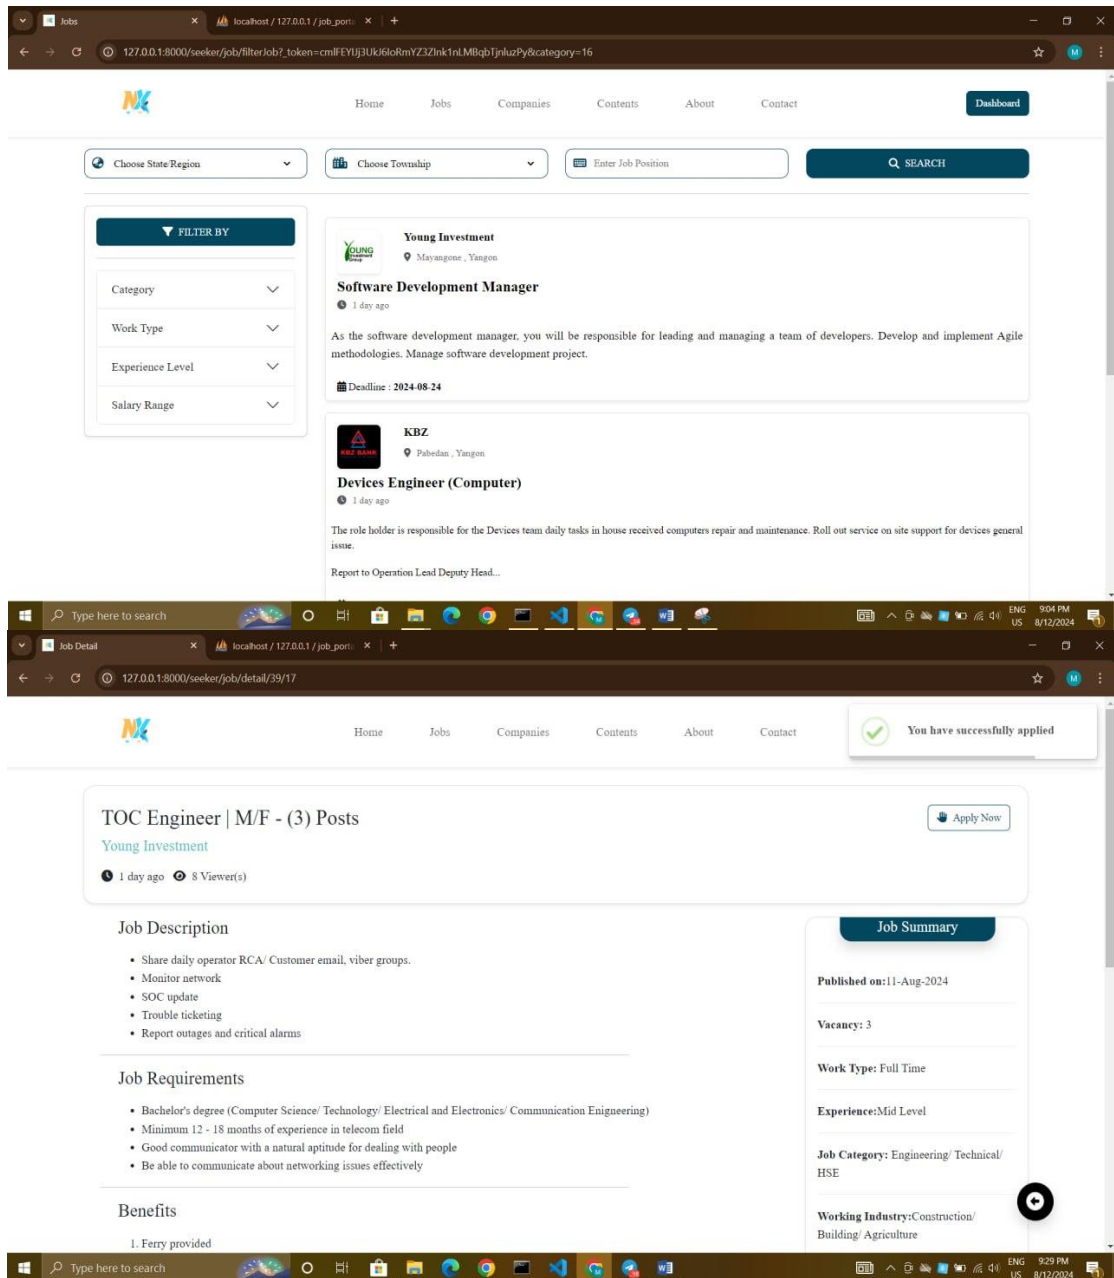 Jobs
localhost / 127.0.0.1 / job_port
127.0.0.1:8000/seeker/job/filterJob?_token=cmlFEYIJj3UkJ6IoRmYZ3ZInk1nLMBqbTjnluzPy&category=16
M
NX
Home Jobs Companies Contents About Contact
Dashboard
Choose State/Region
Choose Township
Enter Job Position
SEARCH
FILTER BY
Category
Work Type
Experience Level
Salary Range
YOUNG
Investment
Group
Young Investment
Mayangone , Yangon
Software Development Manager
1 day ago
As the software development manager, you will be responsible for leading and managing a team of developers. Develop and implement Agile
methodologies. Manage software development project.
Deadline : 2024-08-24
KBZ BANK
KBZ
Pabedan , Yangon
Devices Engineer (Computer)
1 day ago
The role holder is responsible for the Devices team daily tasks in house received computers repair and maintenance. Roll out service on site support for devices general
issue.
Report to Operation Lead Deputy Head...
Type here to search
ENG
US
9:04 PM
8/12/2024
Job Detail
localhost / 127.0.0.1 / job_port
127.0.0.1:8000/seeker/job/detail/39/17
M
NX
Home Jobs Companies Contents About Contact
You have successfully applied
TOC Engineer | M/F - (3) Posts
Apply Now
Young Investment
1 day ago 8 Viewer(s)
Job Description
• Share daily operator RCA/ Customer email, viber groups.
• Monitor network
• SOC update
• Trouble ticketing
• Report outages and critical alarms
Job Requirements
• Bachelor's degree (Computer Science/ Technology/ Electrical and Electronics/ Communication Enigneering)
• Minimum 12 - 18 months of experience in telecom field
• Good communicator with a natural aptitude for dealing with people
• Be able to communicate about networking issues effectively
Benefits
1. Ferry provided
Job Summary
Published on:11-Aug-2024
Vacancy: 3
Work Type: Full Time
Experience:Mid Level
Job Category: Engineering/ Technical/
HSE
Working Industry:Construction/
Building/ Agriculture
Type here to search
ENG
US
9:29 PM
8/12/2024